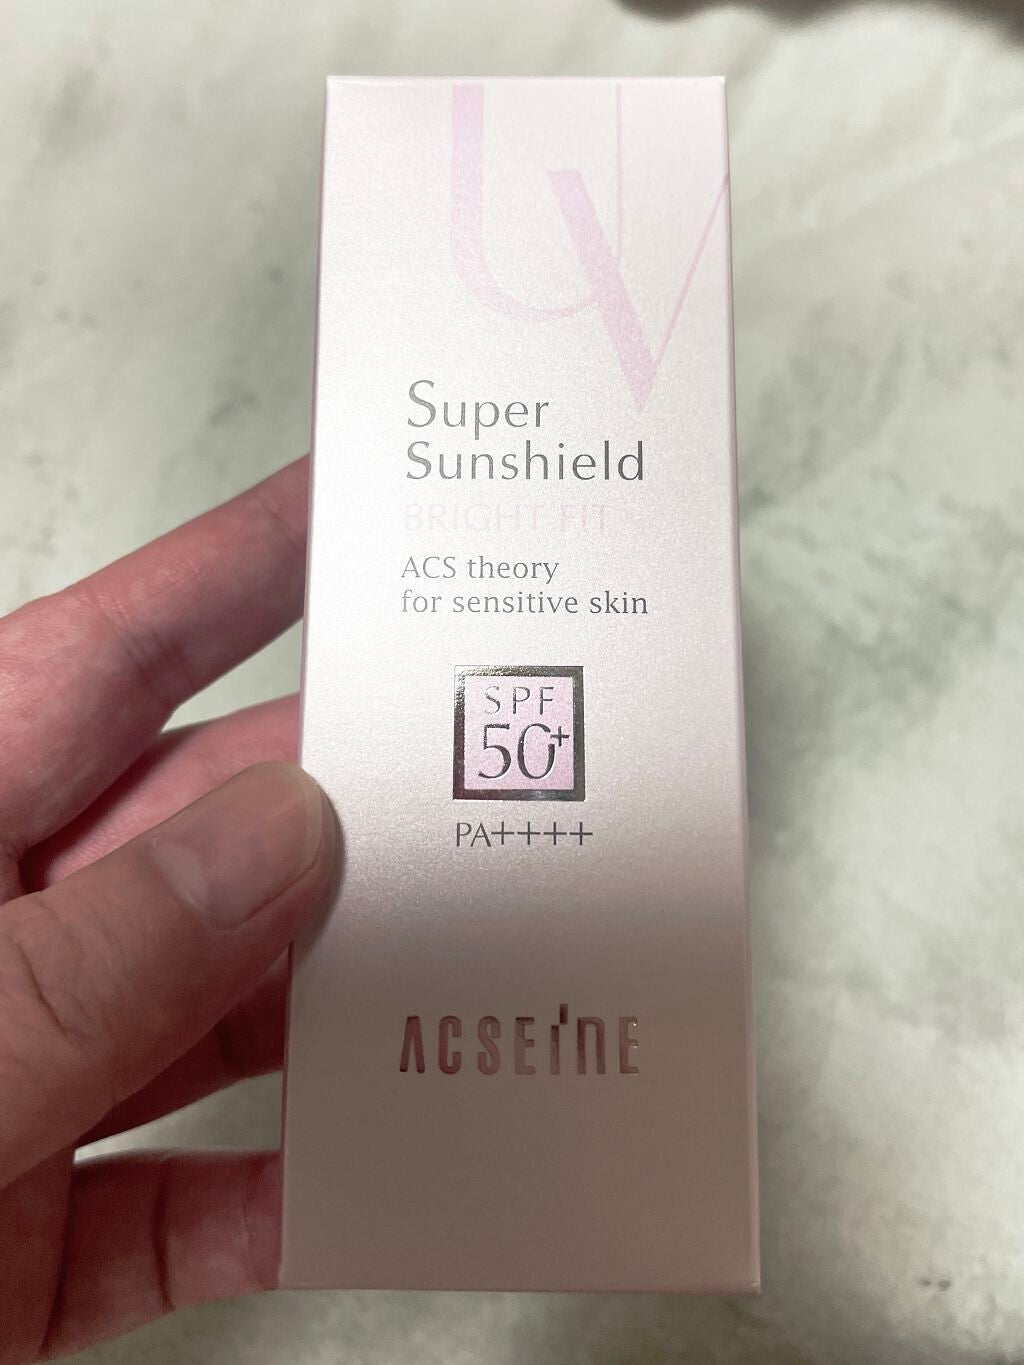 UV
Super
Sunshield
BRIGHT FIT
ACS theory
for sensitive skin
SPF
50+
PA++++
ACSEINE